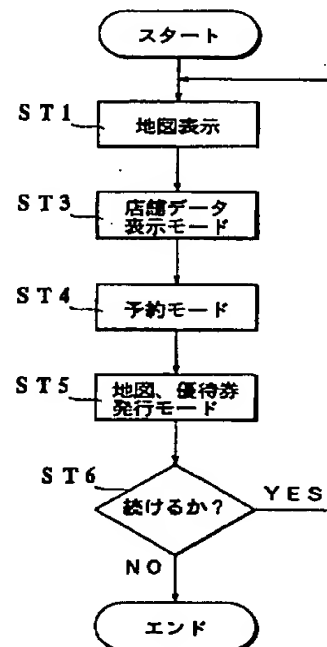 スタート
ST1
地図表示
ST3
店舗データ
表示モード
ST4
予約モード
ST5
地図、優待券
発行モード
ST6
続けるか？
YES
NO
エンド